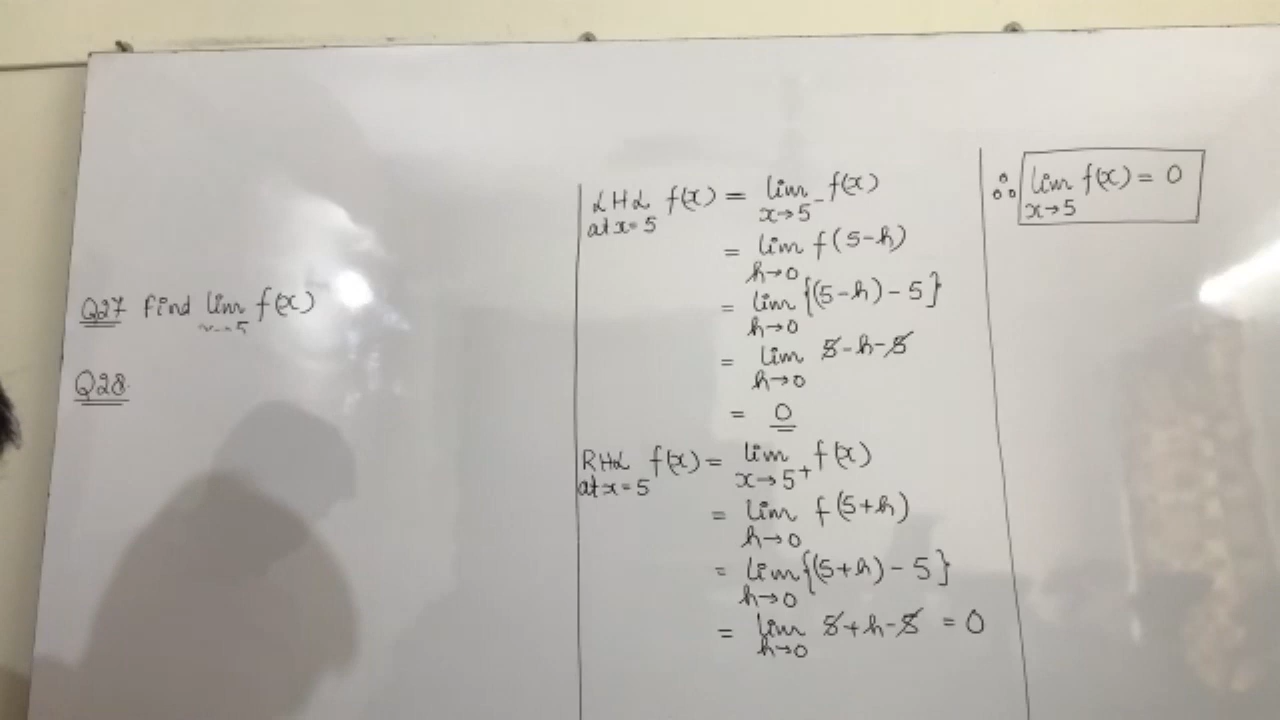 Q27 Find lim f(x)
x→5
Q28.
LHL f(x) = lim f(x)
at x=5 x→5-
= lim f(5-h)
h→0
= lim {(5-h)-5}
h→0
= lim 5-h-5
h→0
= 0
RHL f(x) = lim f(x)
at x=5 x→5+
= lim f(5+h)
h→0
= lim {(5+h)-5}
h→0
= lim 5+h-5 = 0
h→0
∴ lim f(x) = 0
x→5